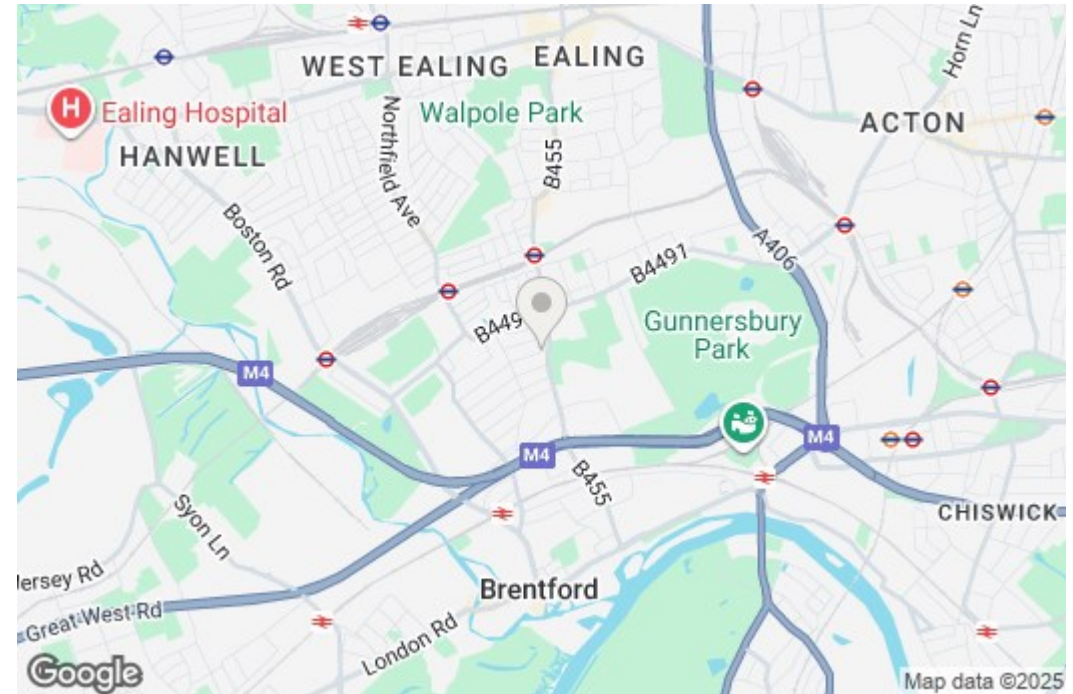 WEST EALING
EALING
Horn Ln
H
Ealing Hospital
Walpole Park
ACTON
HANWELL
Northfield Ave
B455
Boston Rd
A406
B4491
B449
Gunnersbury
Park
M4
M4
M4
B455
Syon Ln
CHISWICK
Jersey Rd
Brentford
Great West Rd
London Rd
Google
Map data ©2025